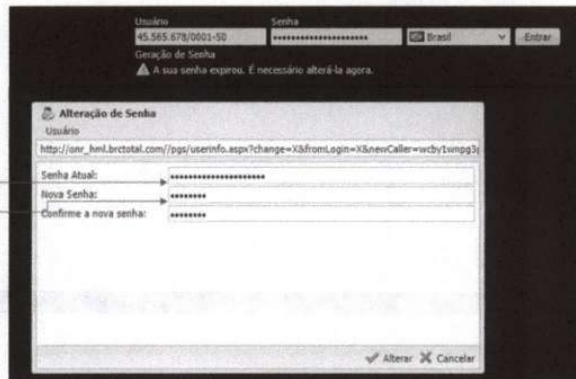 Usuário Senha
45.565.678/0001-50 •••••••••••••••••••• Brasil Entrar
Geração de Senha
A sua senha expirou. É necessário alterá-la agora.
Alteração de Senha
Usuário
http://onr_hml.brctotal.com//pgs/userinfo.aspx?change=X&fromLogin=X&newCaller=wcby1wnpg3p
Senha Atual: ••••••••••••••••••••
Nova Senha: ••••••••
Confirme a nova senha: ••••••••
Alterar Cancelar